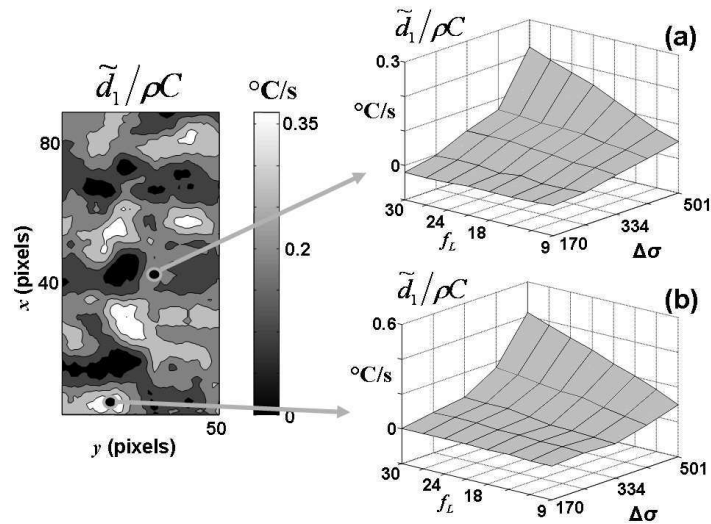 d̃₁/ρC
°C/s
80
40
x (pixels)
y (pixels)
50
0.35
0.2
0
d̃₁/ρC
(a)
0.3
°C/s
0
30
24
f_L
18
9
170
334
501
Δσ
d̃₁/ρC
(b)
0.6
°C/s
0
30
24
f_L
18
9
170
334
501
Δσ